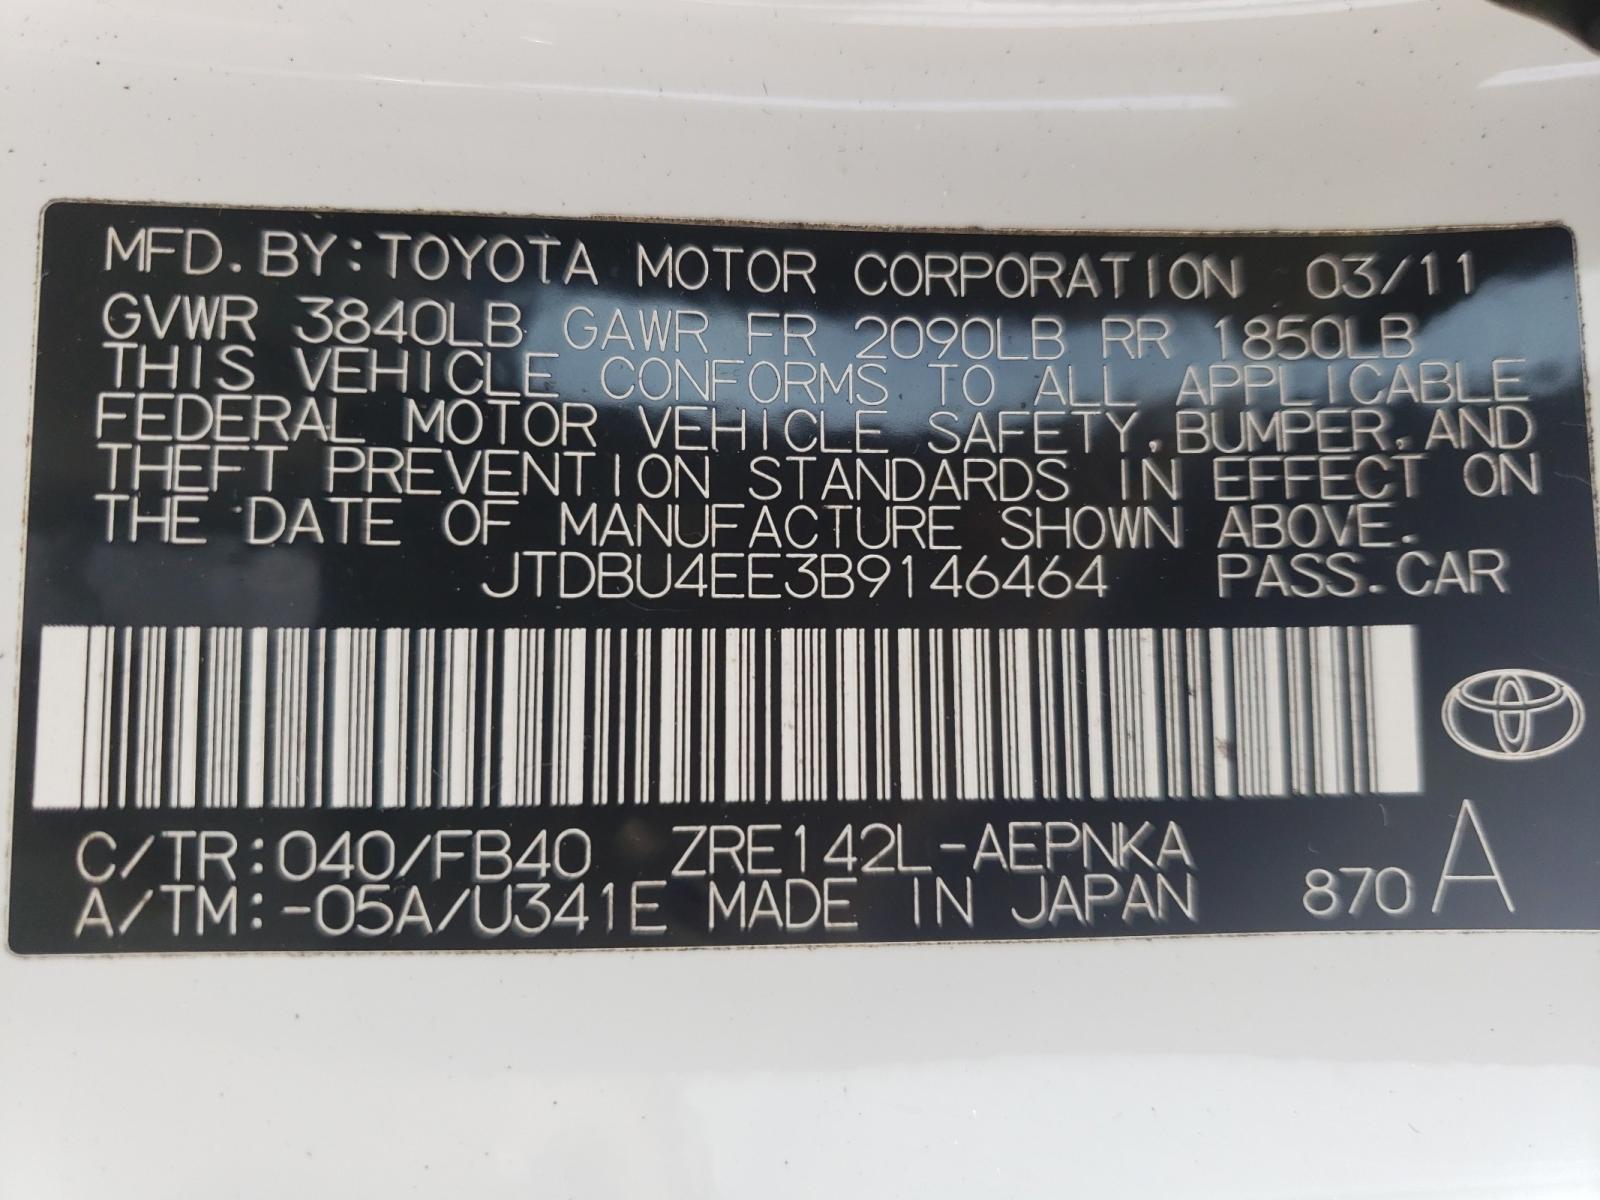 MFD. BY: TOYOTA MOTOR CORPORATION 03/11
GVWR 3840LB GAWR FR 2090LB RR 1850LB
THIS VEHICLE CONFORMS TO ALL APPLICABLE
FEDERAL MOTOR VEHICLE SAFETY, BUMPER, AND
THEFT PREVENTION STANDARDS IN EFFECT ON
THE DATE OF MANUFACTURE SHOWN ABOVE.
JTDBU4EE3B9146464 PASS. CAR
C/TR: 040/FB40 ZRE142L-AEPNKA
A/TM: -05A/U341E MADE IN JAPAN 870 A